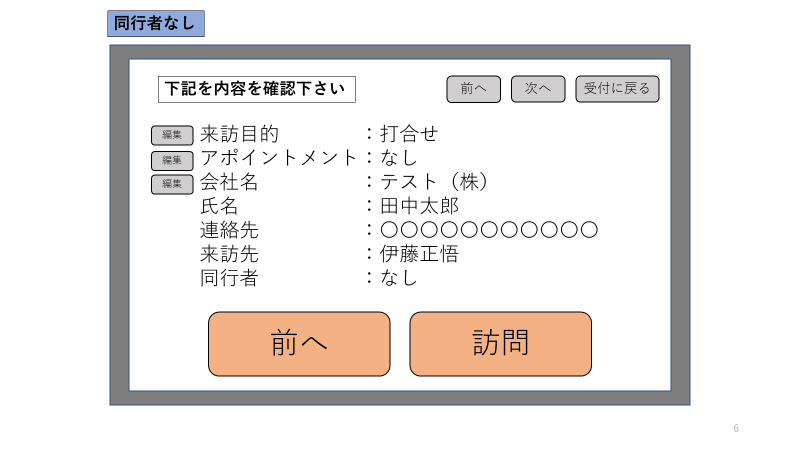 同行者なし
下記を内容を確認下さい
前へ 次へ 受付に戻る
編集 来訪目的 ：打合せ
編集 アポイントメント：なし
編集 会社名 ：テスト（株）
氏名 ：田中太郎
連絡先 ：〇〇〇〇〇〇〇〇〇〇〇
来訪先 ：伊藤正悟
同行者 ：なし
前へ 訪問
6